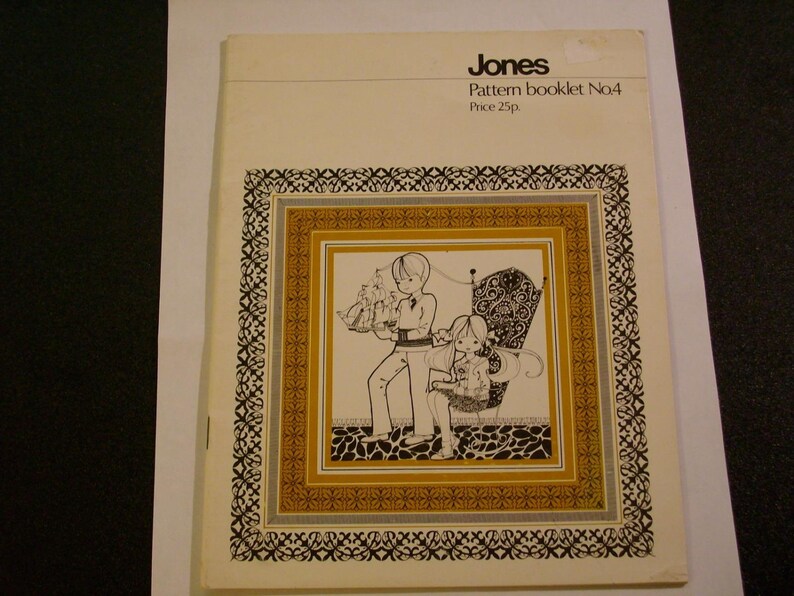 Jones
Pattern booklet No.4
Price 25p.